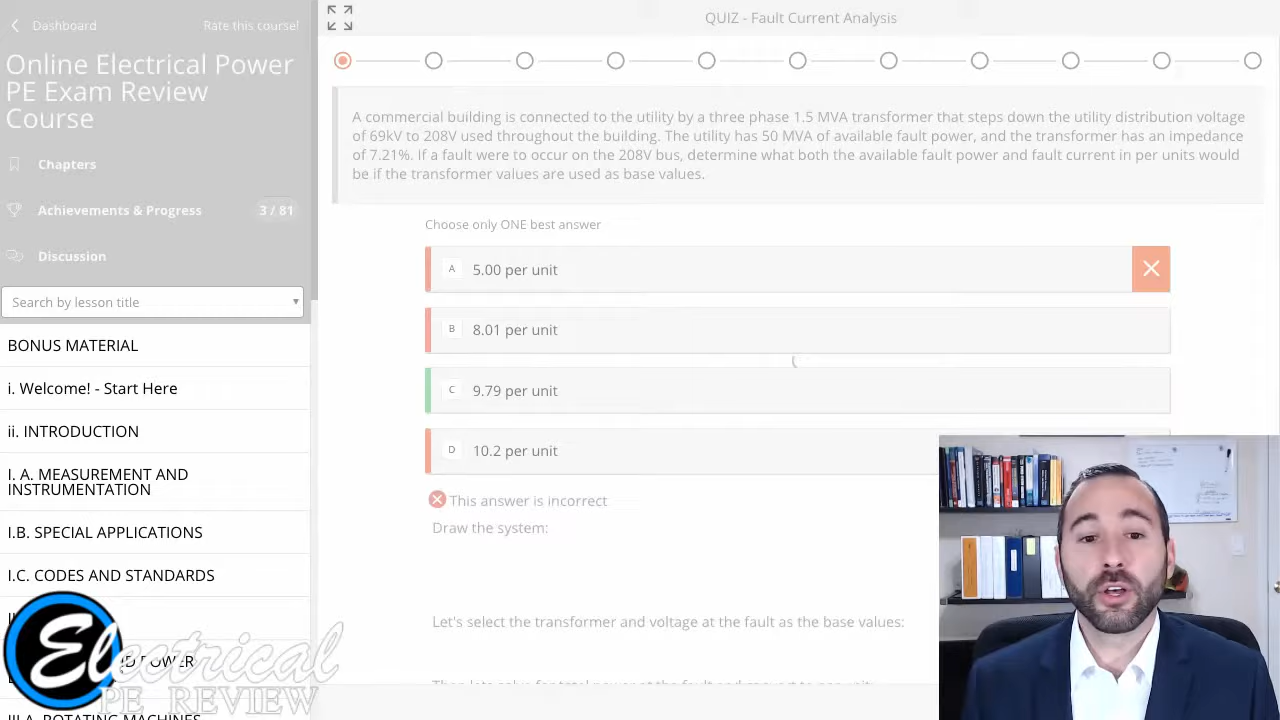 Dashboard
Rate this course!
Online Electrical Power
PE Exam Review
Course
Chapters
Achievements & Progress
3 / 81
Discussion
Search by lesson title
BONUS MATERIAL
i. Welcome! - Start Here
ii. INTRODUCTION
I. A. MEASUREMENT AND
INSTRUMENTATION
I.B. SPECIAL APPLICATIONS
I.C. CODES AND STANDARDS
POWER
III.A. ROTATING MACHINES
Electrical
PE REVIEW
QUIZ - Fault Current Analysis
A commercial building is connected to the utility by a three phase 1.5 MVA transformer that steps down the utility distribution voltage
of 69kV to 208V used throughout the building. The utility has 50 MVA of available fault power, and the transformer has an impedance
of 7.21%. If a fault were to occur on the 208V bus, determine what both the available fault power and fault current in per units would
be if the transformer values are used as base values.
Choose only ONE best answer
A 5.00 per unit
B 8.01 per unit
C 9.79 per unit
D 10.2 per unit
This answer is incorrect
Draw the system:
Let's select the transformer and voltage at the fault as the base values: